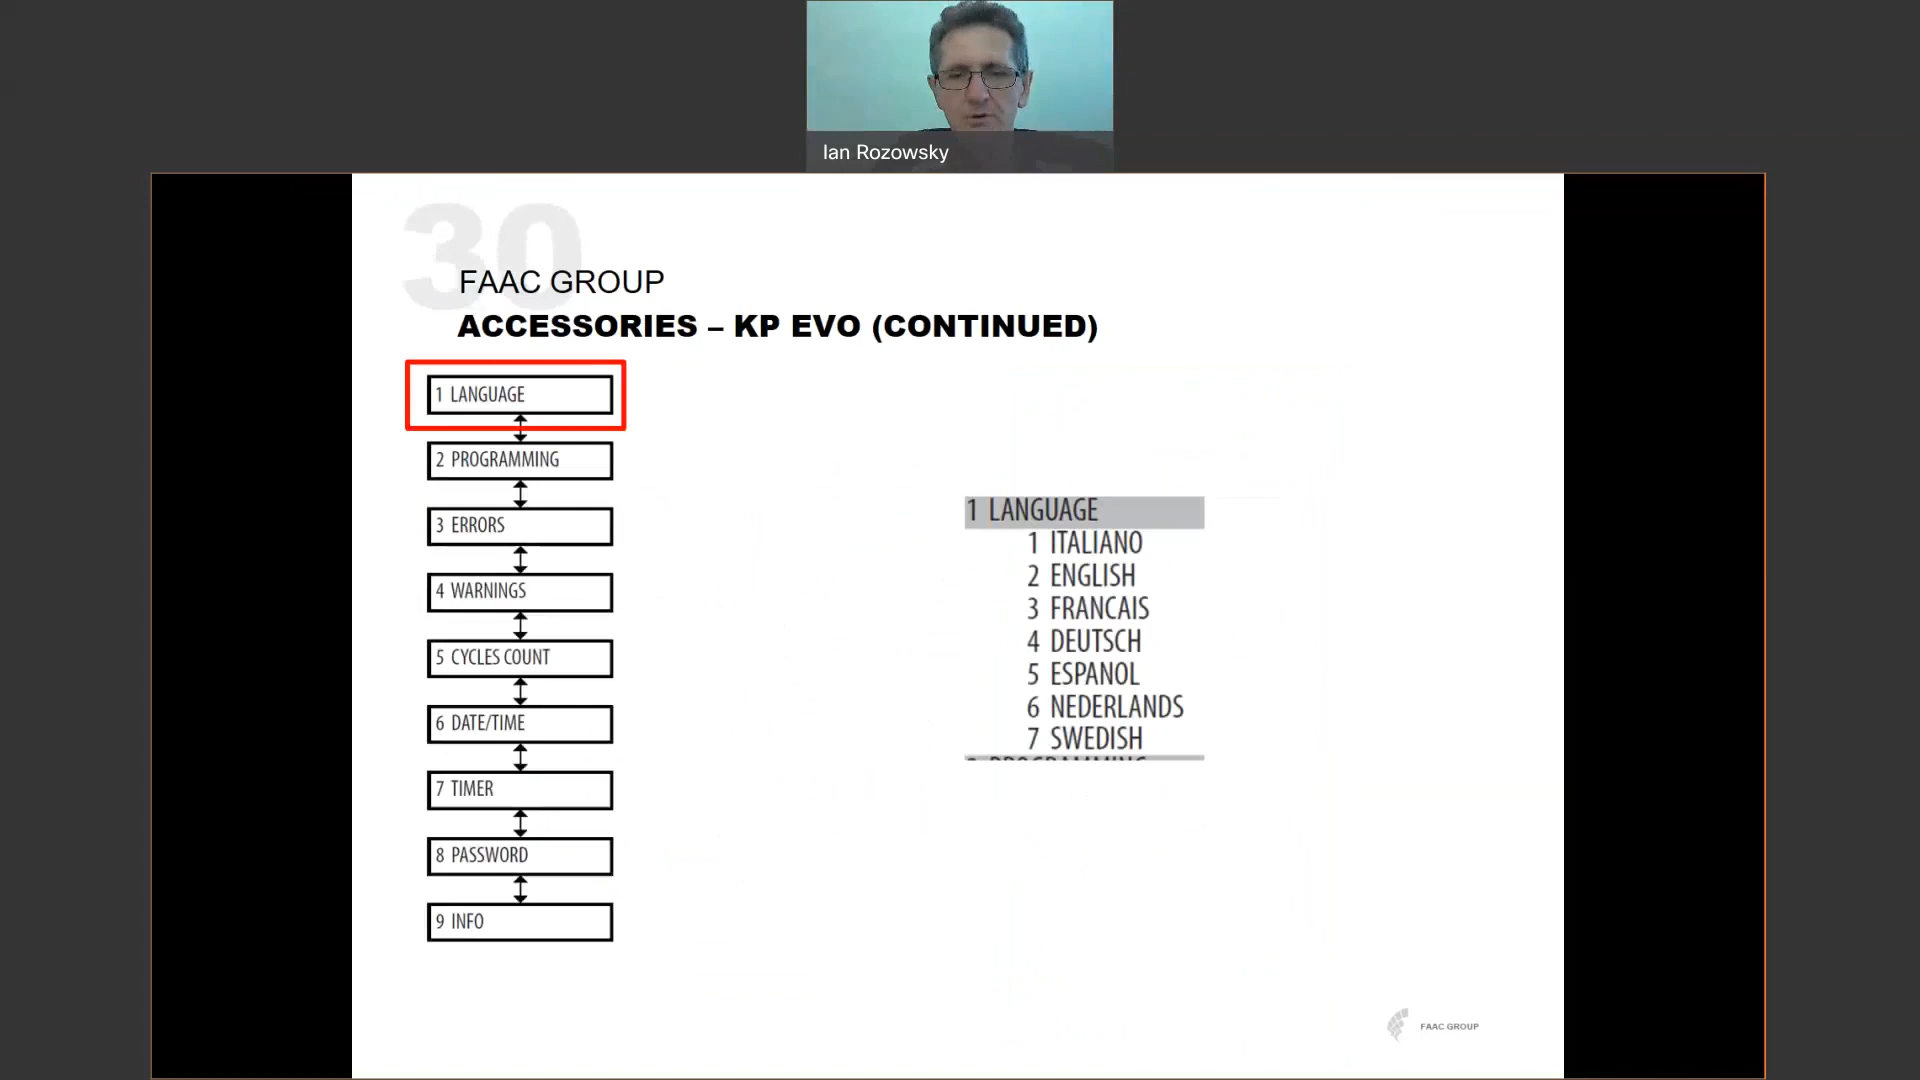 Ian Rozowsky
30
FAAC GROUP
ACCESSORIES – KP EVO (CONTINUED)
1 LANGUAGE
2 PROGRAMMING
3 ERRORS
4 WARNINGS
5 CYCLES COUNT
6 DATE/TIME
7 TIMER
8 PASSWORD
9 INFO
1 LANGUAGE
1 ITALIANO
2 ENGLISH
3 FRANCAIS
4 DEUTSCH
5 ESPANOL
6 NEDERLANDS
7 SWEDISH
FAAC GROUP